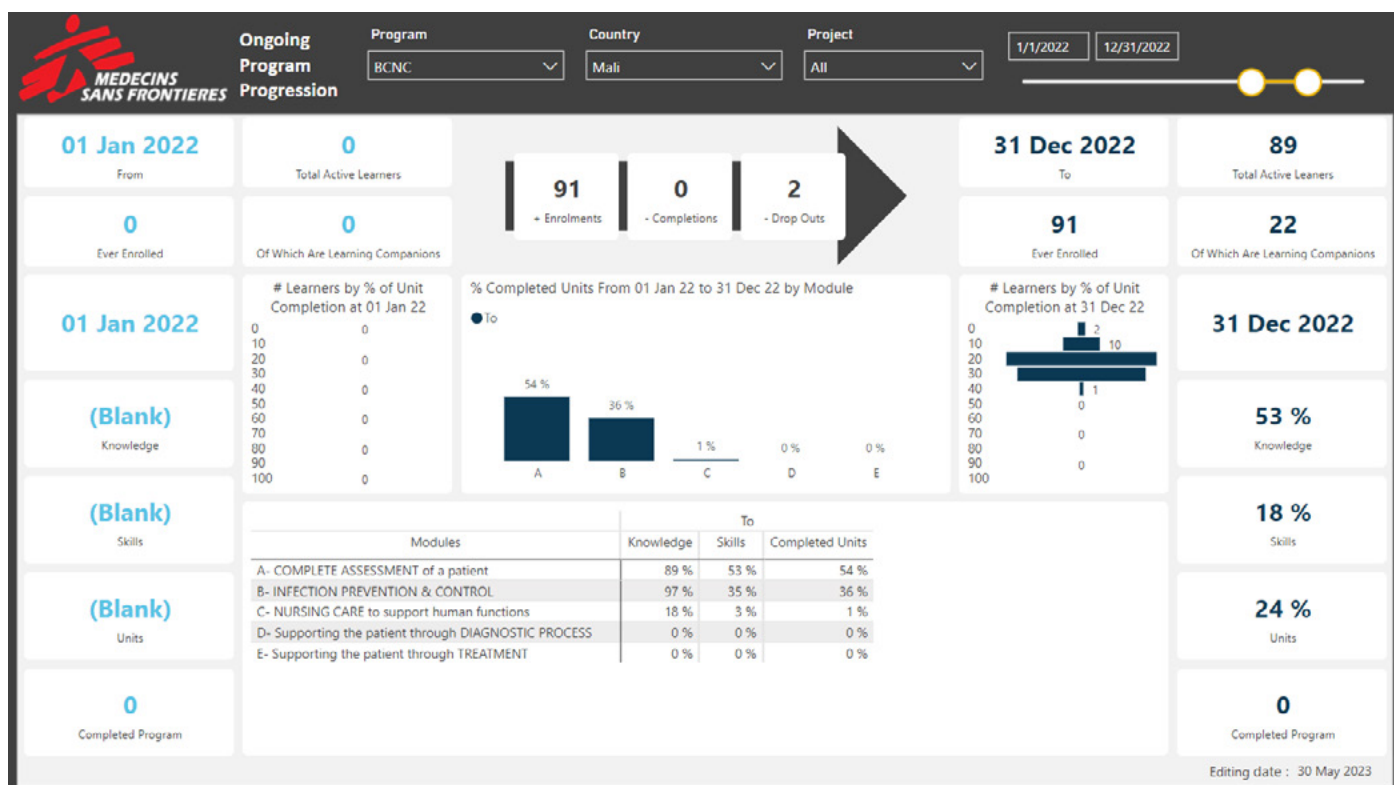 MEDECINS
SANS FRONTIERES
Ongoing
Program
Progression
Program
BCNC
Country
Mali
Project
All
1/1/2022
12/31/2022
01 Jan 2022
From
0
Total Active Learners
0
Ever Enrolled
0
Of Which Are Learning Companions
91
+ Enrolments
0
- Completions
2
- Drop Outs
31 Dec 2022
To
89
Total Active Leaners
91
Ever Enrolled
22
Of Which Are Learning Companions
01 Jan 2022
(Blank)
Knowledge
(Blank)
Skills
(Blank)
Units
0
Completed Program
# Learners by % of Unit
Completion at 01 Jan 22
0 0
10
20 0
30
40 0
50
60 0
70
80 0
90
100 0
% Completed Units From 01 Jan 22 to 31 Dec 22 by Module
To
54 %
36 %
1 %
0 %
0 %
A B C D E
# Learners by % of Unit
Completion at 31 Dec 22
0 2
10 10
20
30
40 1
50 0
60
70 0
80
90 0
100
To
Modules Knowledge Skills Completed Units
A- COMPLETE ASSESSMENT of a patient 89 % 53 % 54 %
B- INFECTION PREVENTION & CONTROL 97 % 35 % 36 %
C- NURSING CARE to support human functions 18 % 3 % 1 %
D- Supporting the patient through DIAGNOSTIC PROCESS 0 % 0 % 0 %
E- Supporting the patient through TREATMENT 0 % 0 % 0 %
31 Dec 2022
53 %
Knowledge
18 %
Skills
24 %
Units
0
Completed Program
Editing date : 30 May 2023